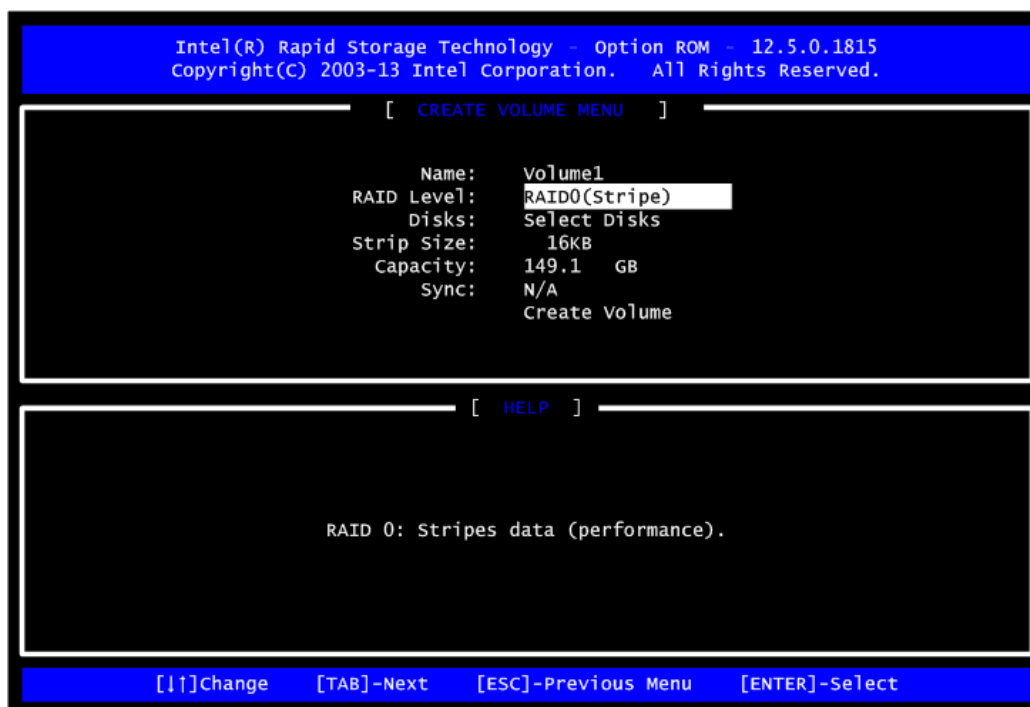 Intel(R) Rapid Storage Technology - Option ROM - 12.5.0.1815
Copyright(C) 2003-13 Intel Corporation. All Rights Reserved.
[ CREATE VOLUME MENU ]
Name: Volume1
RAID Level: RAID0(Stripe)
Disks: Select Disks
Strip Size: 16KB
Capacity: 149.1 GB
Sync: N/A
Create Volume
[ HELP ]
RAID 0: Stripes data (performance).
[↓↑]Change [TAB]-Next [ESC]-Previous Menu [ENTER]-Select